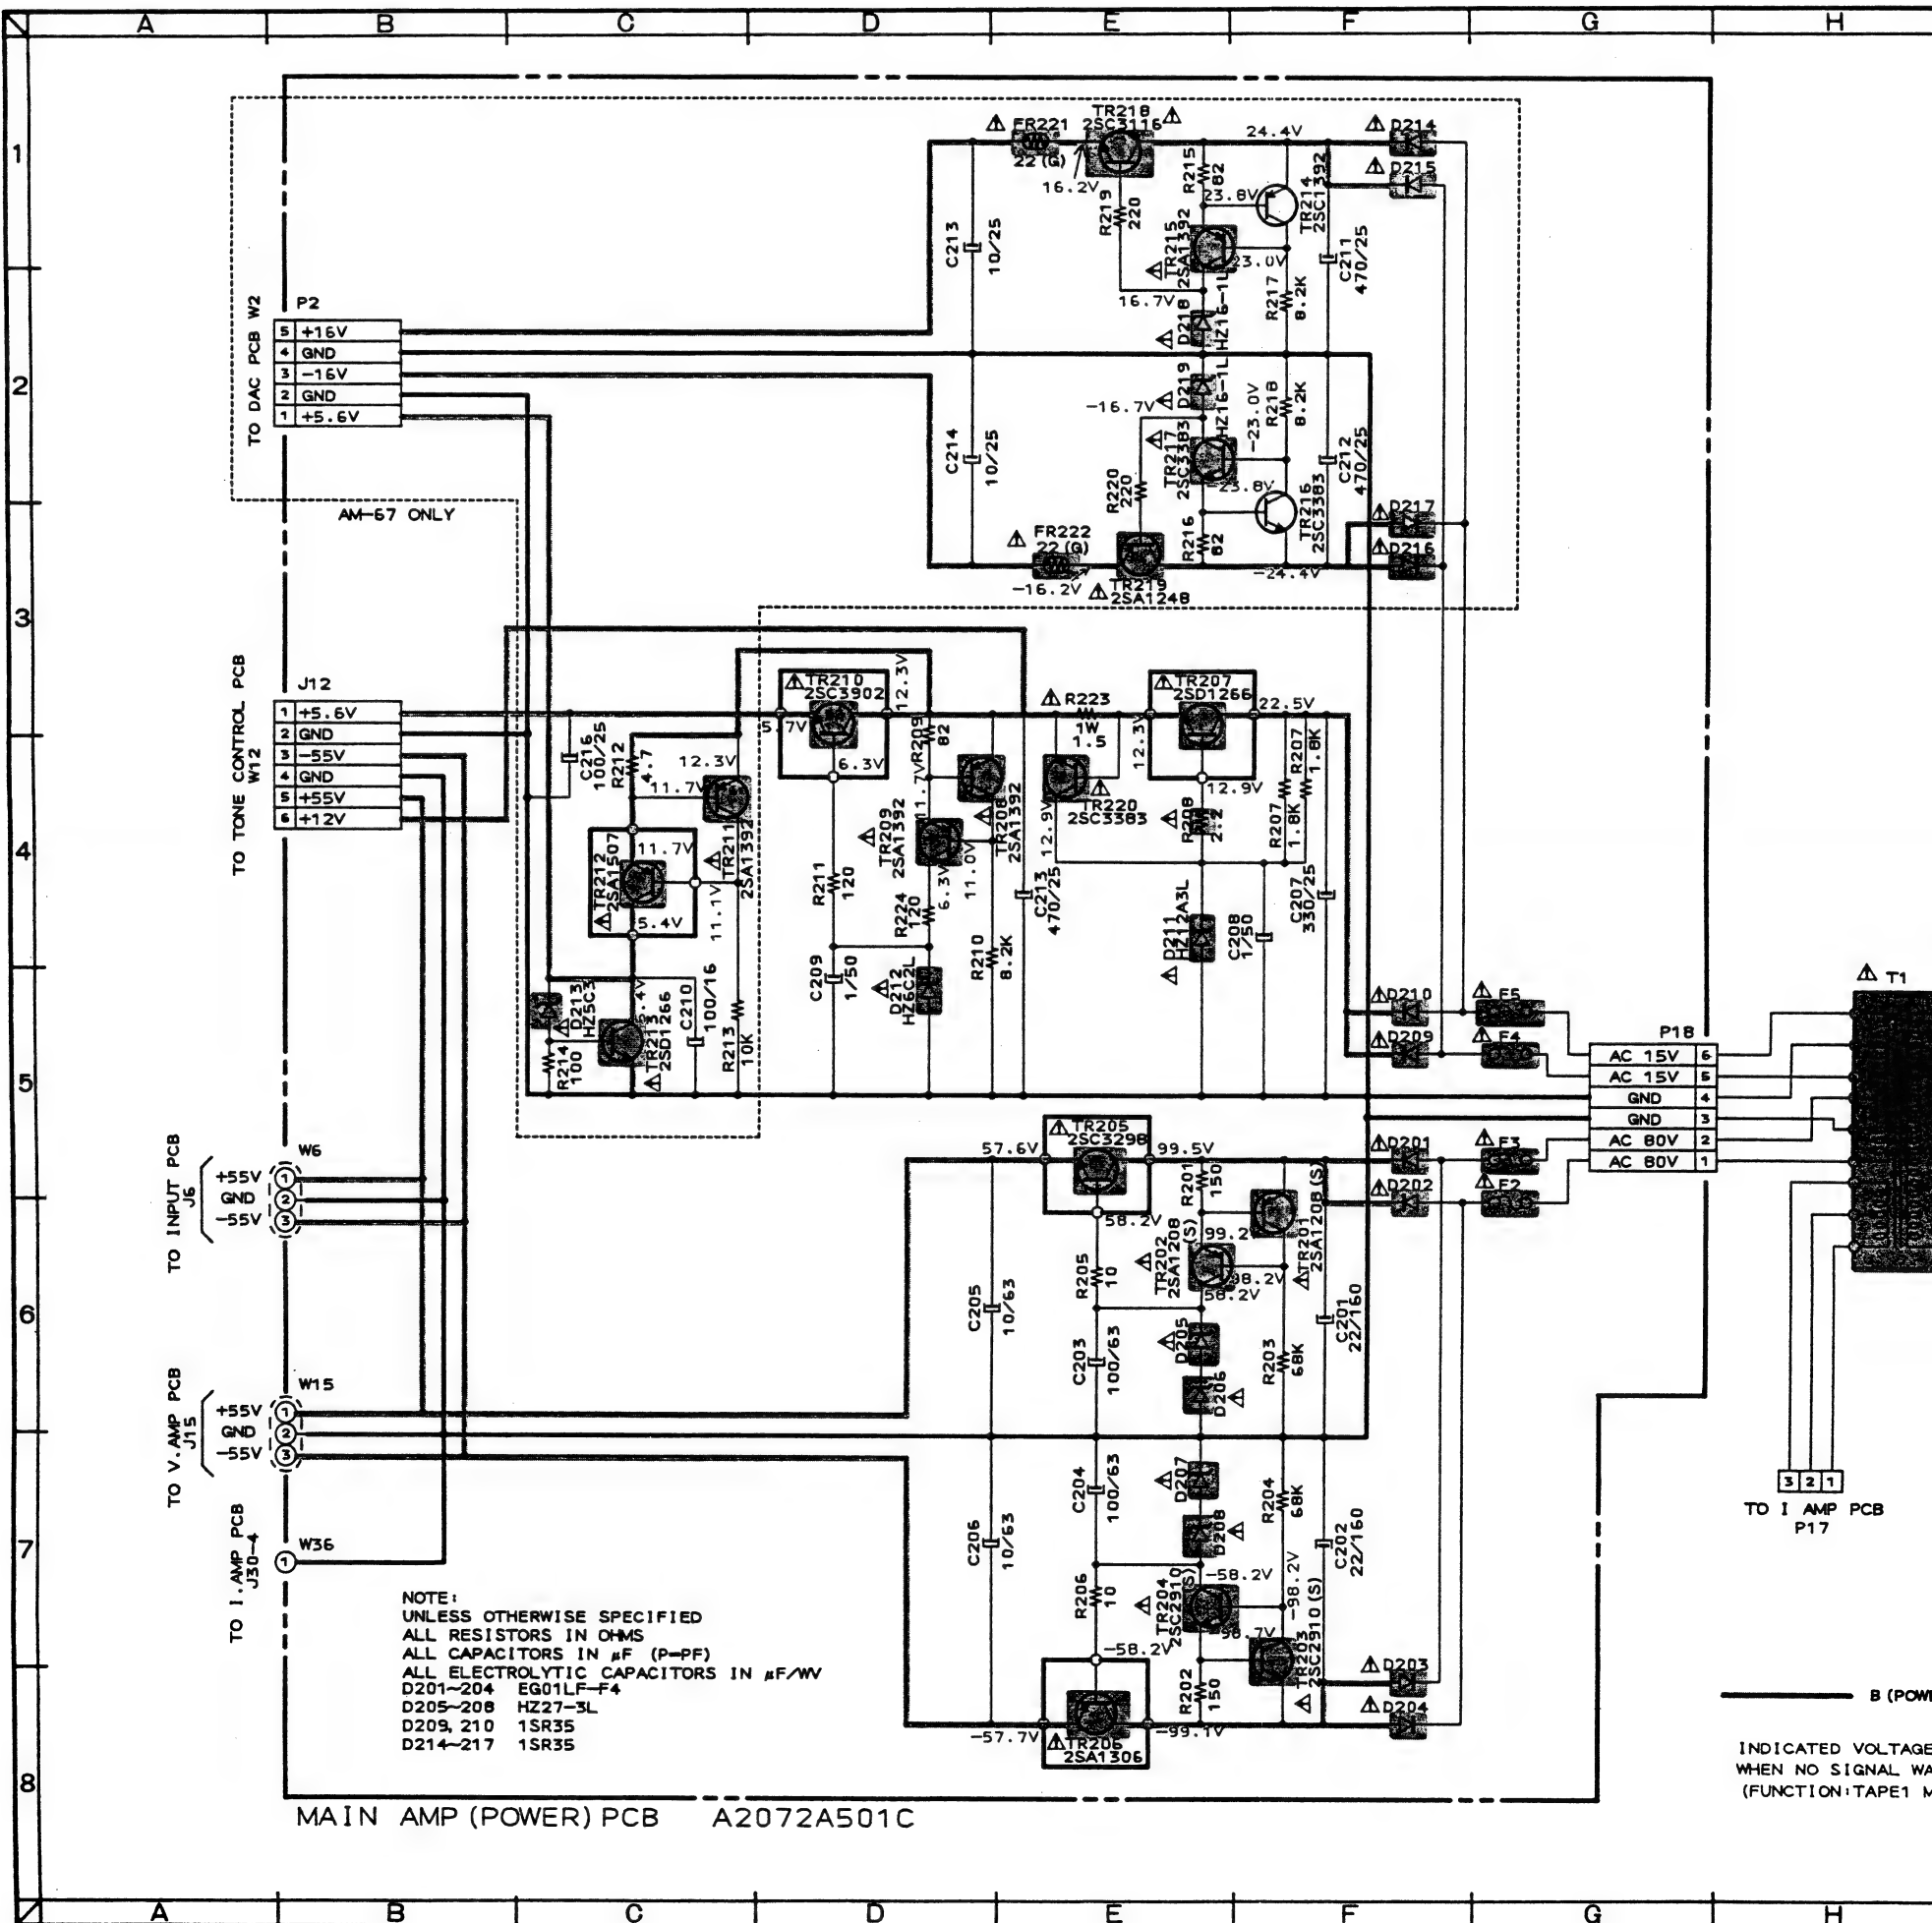 A B C D E F G H
1
2
3
4
5
6
7
8
TR218
2SC3116
FR221
22 (G)
16.2V
24.4V
D214
D215
R215
82
R219
220
23.8V
TR214
2SC1392
TR215
2SA1392
23.0V
C213
10/25
C211
470/25
16.7V
D218
HZ16-1L
R217
8.2K
TO DAC PCB W2
P2
5 +16V
4 GND
3 -16V
2 GND
1 +5.6V
D219
HZ16-1L
-16.7V
-23.0V
R218
8.2K
C214
10/25
TR217
2SC3383
C212
470/25
R220
220
-23.8V
TR216
2SC3383
R216
82
AM-67 ONLY
FR222
22 (G)
-16.2V
TR219
2SA1248
-24.4V
D217
D216
TO TONE CONTROL PCB
W12
J12
1 +5.6V
2 GND
3 -55V
4 GND
5 +55V
6 +12V
TR210
2SC3902
12.3V
5.7V
6.3V
R209
82
R223
1W
1.5
12.3V
TR207
2SD1266
22.5V
12.9V
R207
1.8K
R207
1.8K
C216
100/25
R212
4.7
12.3V
11.7V
TR211
2SA1392
11.7V
TR208
2SA1392
TR220
2SC3383
R208
2.2
TR212
2SA1507
11.7V
5.4V
11.1V
R211
120
TR209
2SA1392
R224
120
6.3V
11.0V
12.9V
C213
470/25
C207
330/25
D211
HZ12A3L
C208
1/50
D213
HZ5C3
5.4V
C210
100/16
R213
10K
C209
1/50
D212
HZ6C2L
R210
8.2K
R214
100
TR213
2SD1266
D210
D209
F5
F4
T1
P18
AC 15V 6
AC 15V 5
GND 4
GND 3
AC 80V 2
AC 80V 1
TR205
2SC3298
57.6V
99.5V
58.2V
R201
150
D201
D202
F3
F2
TO INPUT PCB
J6
W6
+55V 1
GND 2
-55V 3
TR202
2SA1208 (S)
99.2V
98.2V
58.2V
TR201
2SA1208 (S)
R205
10
C205
10/63
C203
100/63
D205
D206
R203
68K
C201
22/160
TO V.AMP PCB
J15
W15
+55V 1
GND 2
-55V 3
C204
100/63
D207
D208
R204
68K
C206
10/63
C202
22/160
TO I.AMP PCB
J30-4
W36
1
3 2 1
TO I AMP PCB
P17
R206
10
TR204
2SC2910 (S)
-58.2V
-98.2V
-98.7V
TR203
2SC2910 (S)
-58.2V
R202
150
D203
D204
-57.7V
-99.1V
TR206
2SA1306
NOTE:
UNLESS OTHERWISE SPECIFIED
ALL RESISTORS IN OHMS
ALL CAPACITORS IN µF (P=PF)
ALL ELECTROLYTIC CAPACITORS IN µF/WV
D201~204 EG01LF-F4
D205~208 HZ27-3L
D209, 210 1SR35
D214~217 1SR35
B (POW
INDICATED VOLTAGE
WHEN NO SIGNAL WA
(FUNCTION:TAPE1 M
MAIN AMP (POWER) PCB A2072A501C
A B C D E F G H